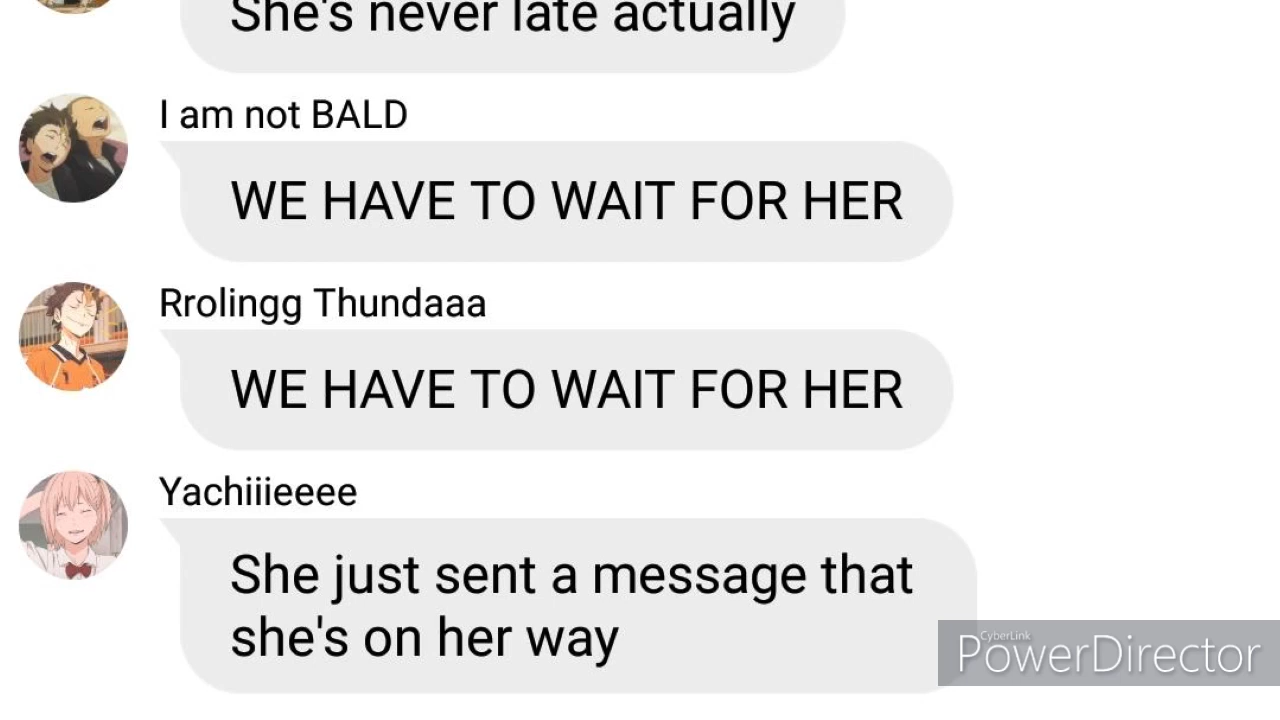 She's never late actually
I am not BALD
WE HAVE TO WAIT FOR HER
Rrolingg Thundaaa
WE HAVE TO WAIT FOR HER
Yachiiieeee
She just sent a message that
she's on her way
CyberLink
PowerDirector